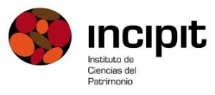 incipit
Instituto de
Ciencias del
Patrimonio